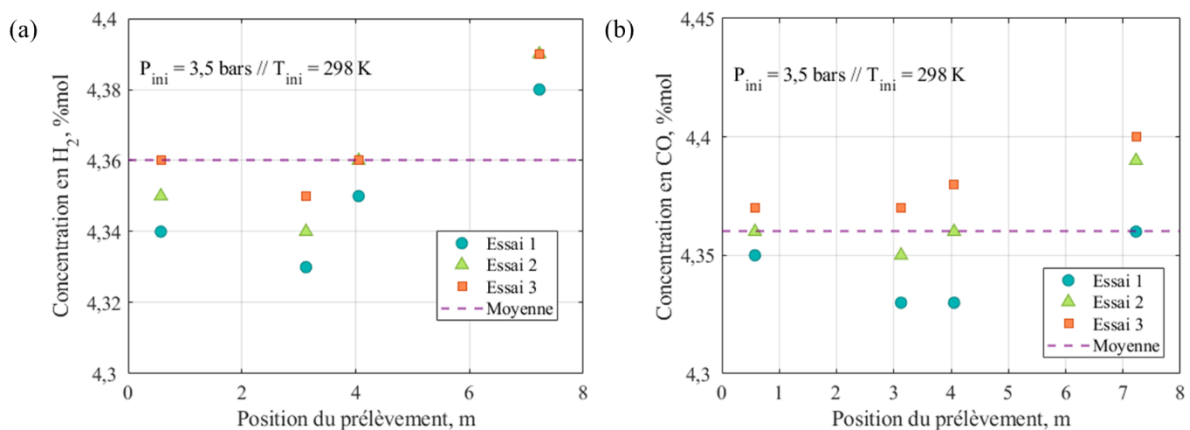 (a)
Concentration en H2, %mol
4,4
4,38
4,36
4,34
4,32
4,3
P_ini = 3,5 bars // T_ini = 298 K
Essai 1
Essai 2
Essai 3
Moyenne
0 2 4 6 8
Position du prélèvement, m
(b)
Concentration en CO, %mol
4,45
4,4
4,35
4,3
P_ini = 3,5 bars // T_ini = 298 K
Essai 1
Essai 2
Essai 3
Moyenne
0 1 2 3 4 5 6 7 8
Position du prélèvement, m